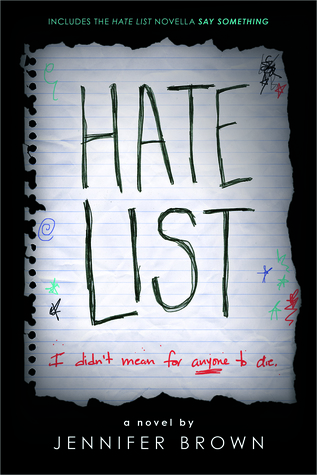 INCLUDES THE HATE LIST NOVELLA SAY SOMETHING
HATE
LIST
I didn't mean for anyone to die.
a novel by
JENNIFER BROWN